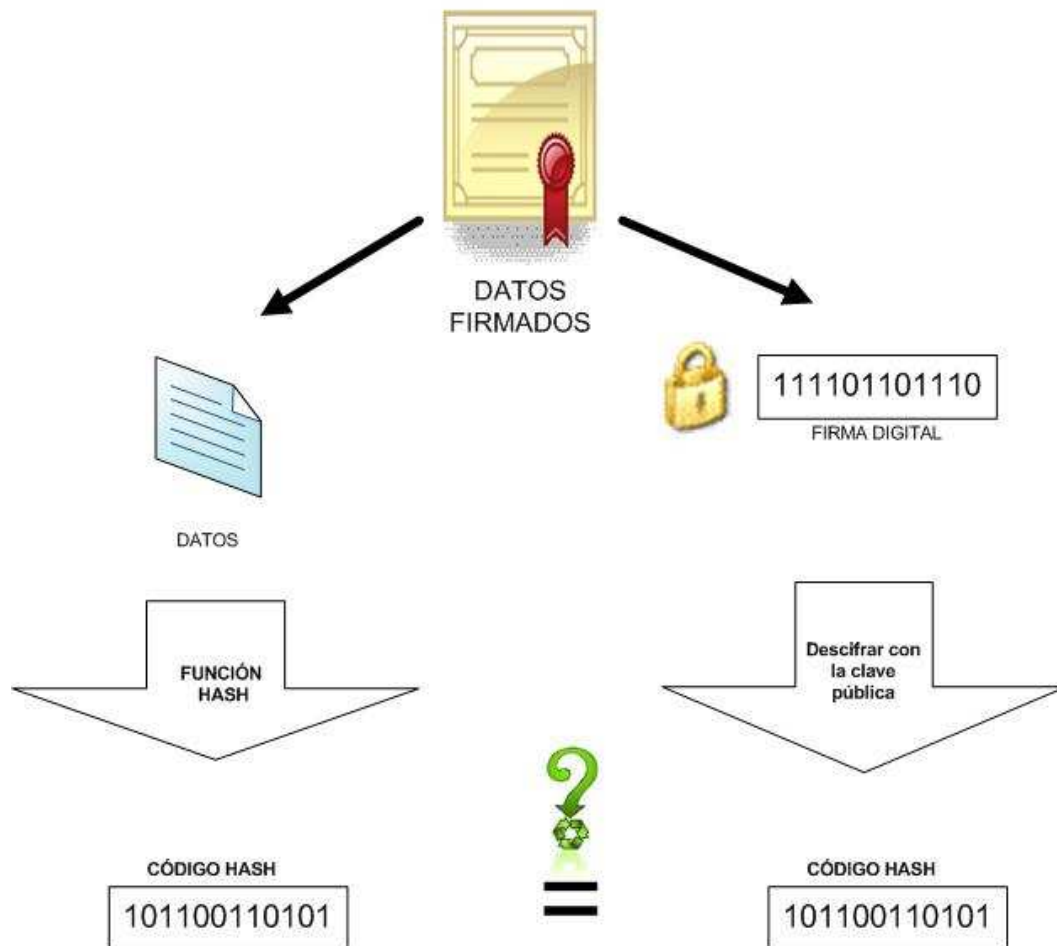 DATOS
FIRMADOS
111101101110
FIRMA DIGITAL
DATOS
FUNCIÓN
HASH
Descifrar con
la clave
pública
?
CÓDIGO HASH
101100110101
=
CÓDIGO HASH
101100110101